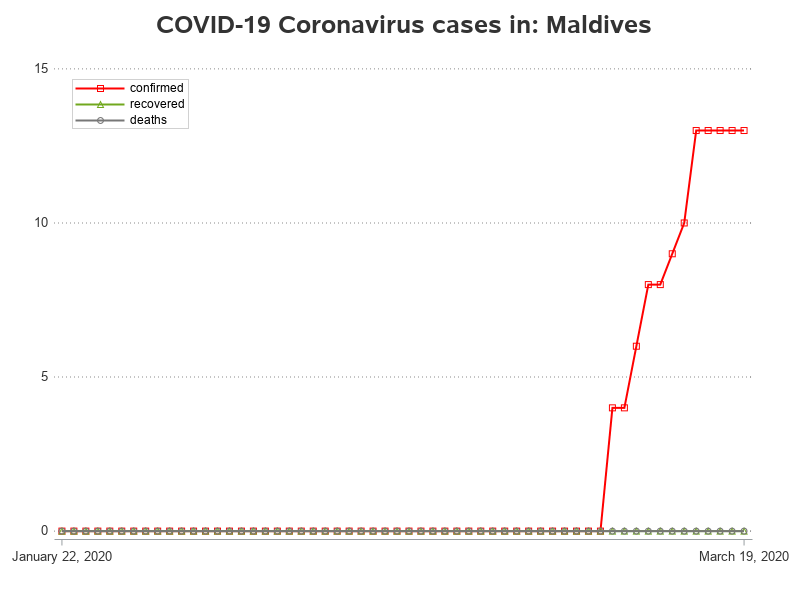 COVID-19 Coronavirus cases in: Maldives
15
confirmed
recovered
deaths
10
5
0
January 22, 2020
March 19, 2020